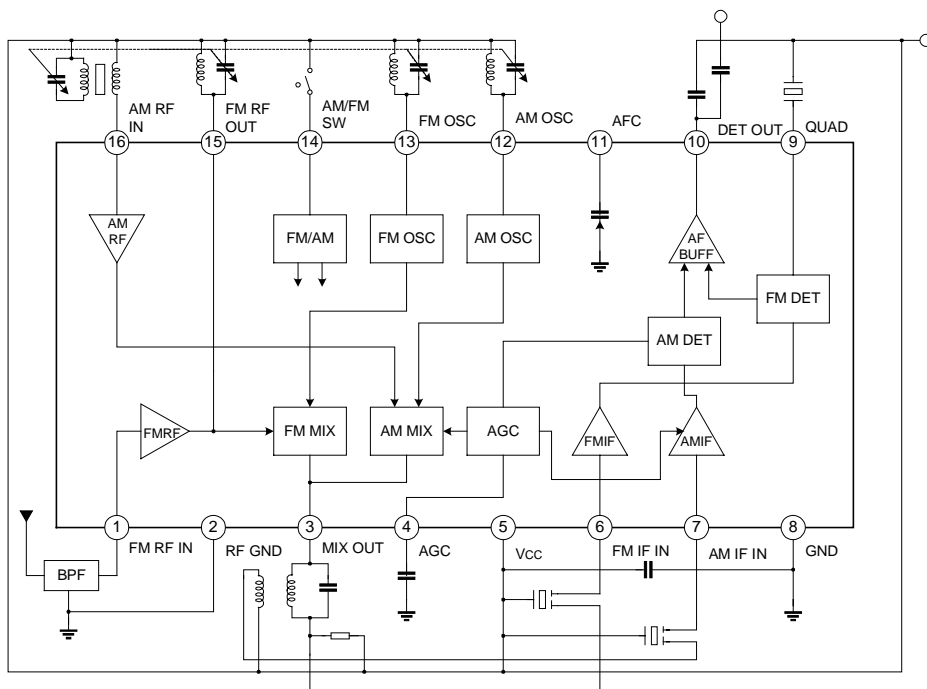 AM RF
IN
FM RF
OUT
AM/FM
SW
FM OSC
AM OSC
AFC
DET OUT
QUAD
16
15
14
13
12
11
10
9
AM
RF
FM/AM
FM OSC
AM OSC
AF
BUFF
FM DET
AM DET
FMRF
FM MIX
AM MIX
AGC
FMIF
AMIF
1
2
3
4
5
6
7
8
FM RF IN
RF GND
MIX OUT
AGC
VCC
FM IF IN
AM IF IN
GND
BPF